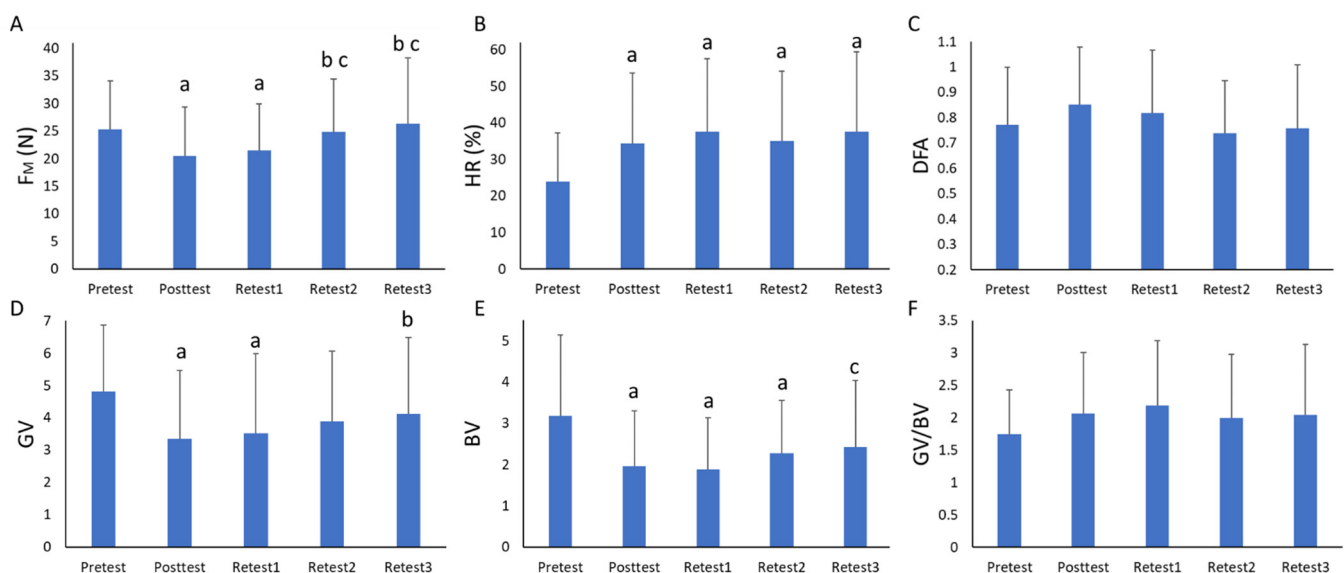 A
FM (N)
40
35
30
25
20
15
10
5
0
a
a
b c
b c
Pretest Posttest Retest1 Retest2 Retest3
B
HR (%)
60
50
40
30
20
10
0
a
a
a
a
Pretest Posttest Retest1 Retest2 Retest3
C
DFA
1.1
1
0.9
0.8
0.7
0.6
0.5
0.4
0.3
0.2
Pretest Posttest Retest1 Retest2 Retest3
D
GV
7
6
5
4
3
2
1
0
a
a
b
Pretest Posttest Retest1 Retest2 Retest3
E
BV
5
4
3
2
1
0
a
a
a
c
Pretest Posttest Retest1 Retest2 Retest3
F
GV/BV
3.5
3
2.5
2
1.5
1
0.5
0
Pretest Posttest Retest1 Retest2 Retest3